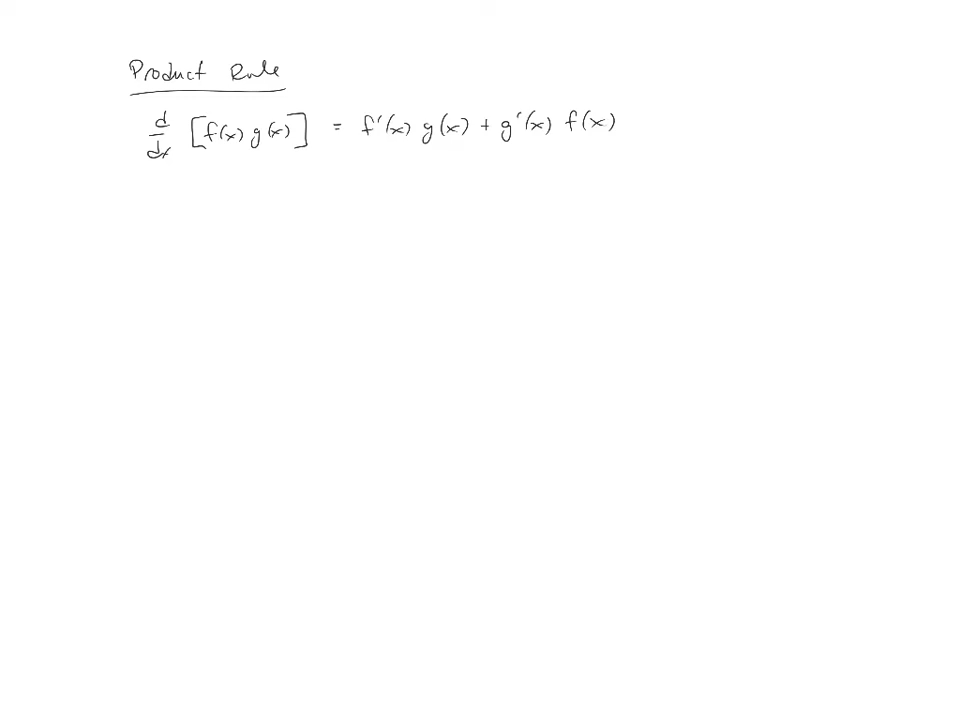 Product Rule
d/dx [f(x) g(x)] = f'(x) g(x) + g'(x) f(x)